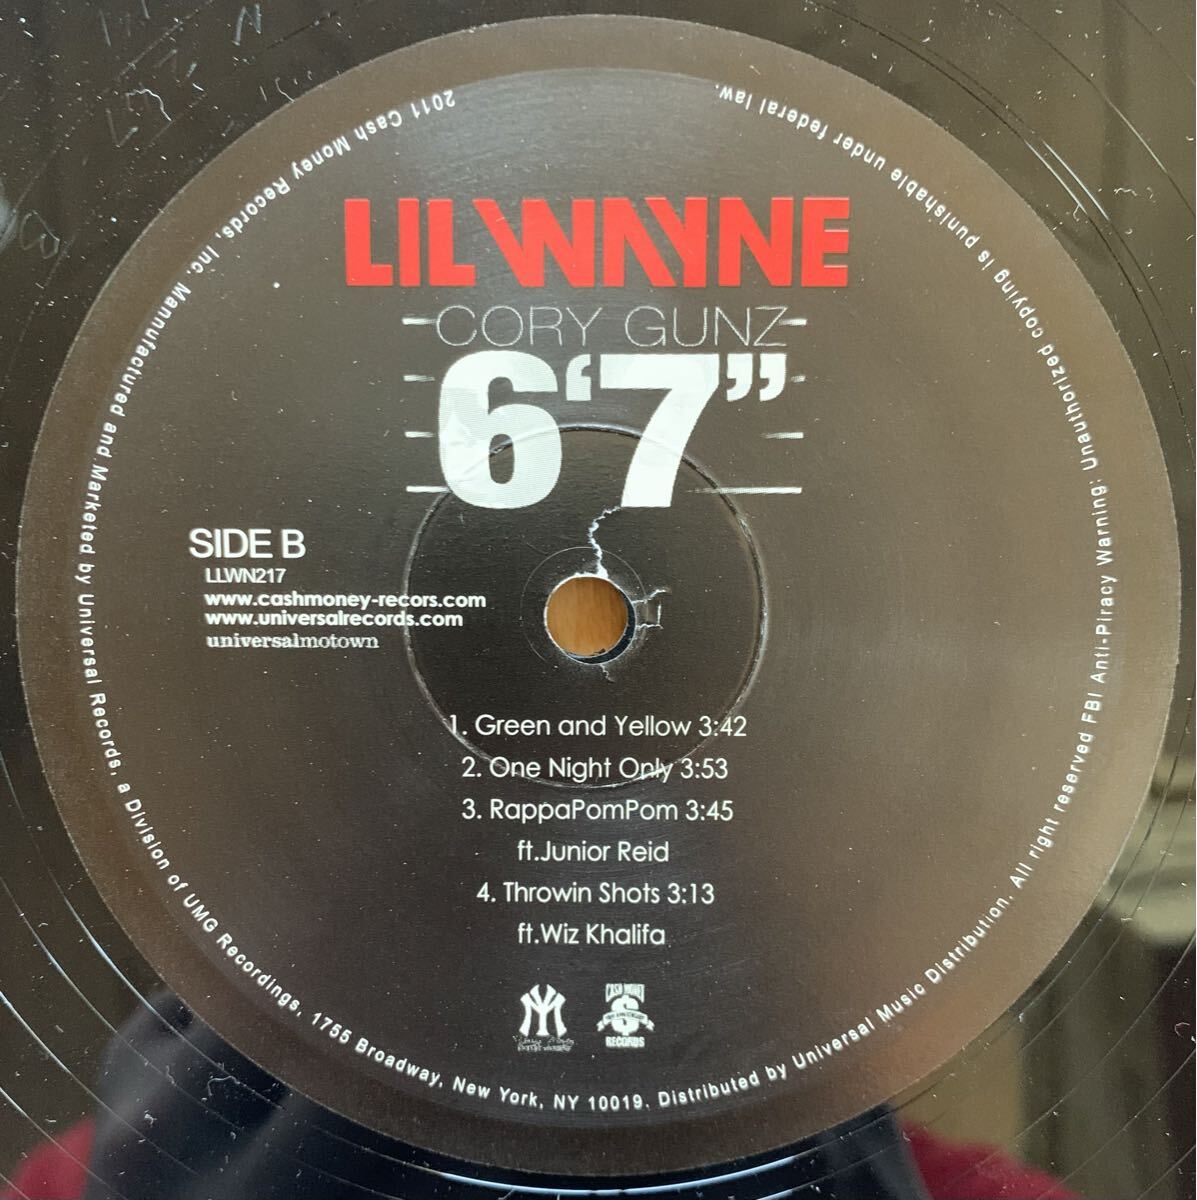 LIL WAYNE
CORY GUNZ
6‘7”
SIDE B
LLWN217
www.cashmoney-recors.com
www.universalrecords.com
universalmotown
1. Green and Yellow 3:42
2. One Night Only 3:53
3. RappaPomPom 3:45
ft.Junior Reid
4. Throwin Shots 3:13
ft.Wiz Khalifa
CASH MONEY
RECORDS
2011 Cash Money Records, Inc. Mannufactured and Marketed by Universal Records, a Division of UMG Recordings, 1755 Broadway, New York, NY 10019. Distributed by Universal Music Distribution. All right reserved FBI Anti-Piracy Warning: Unauthorized copying is punishable under federal law.